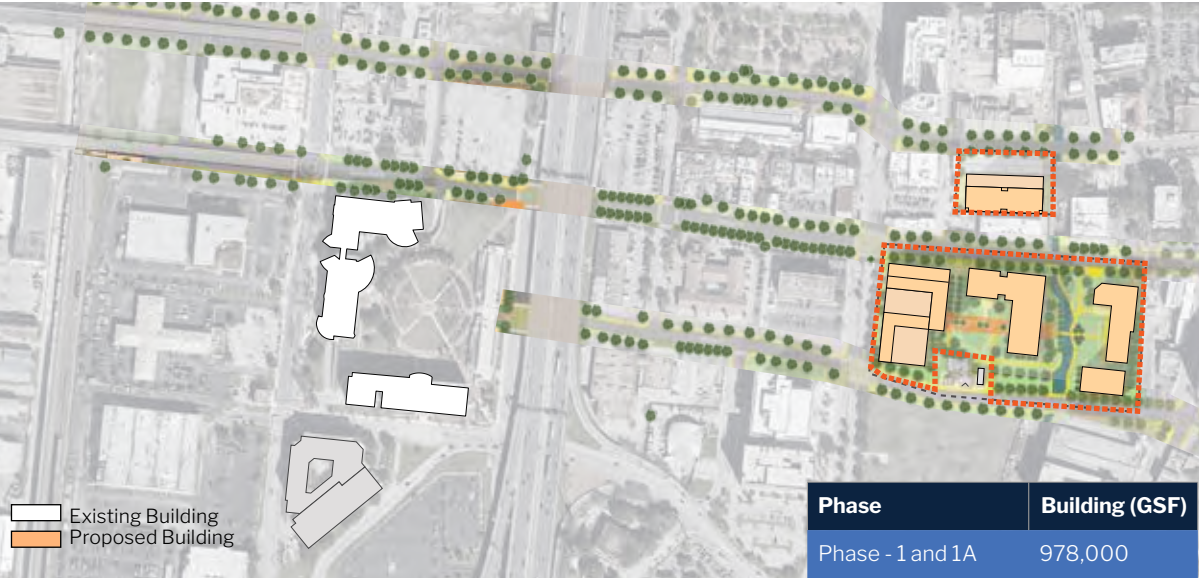 Existing Building
Proposed Building
Phase Building (GSF)
Phase - 1 and 1A 978,000